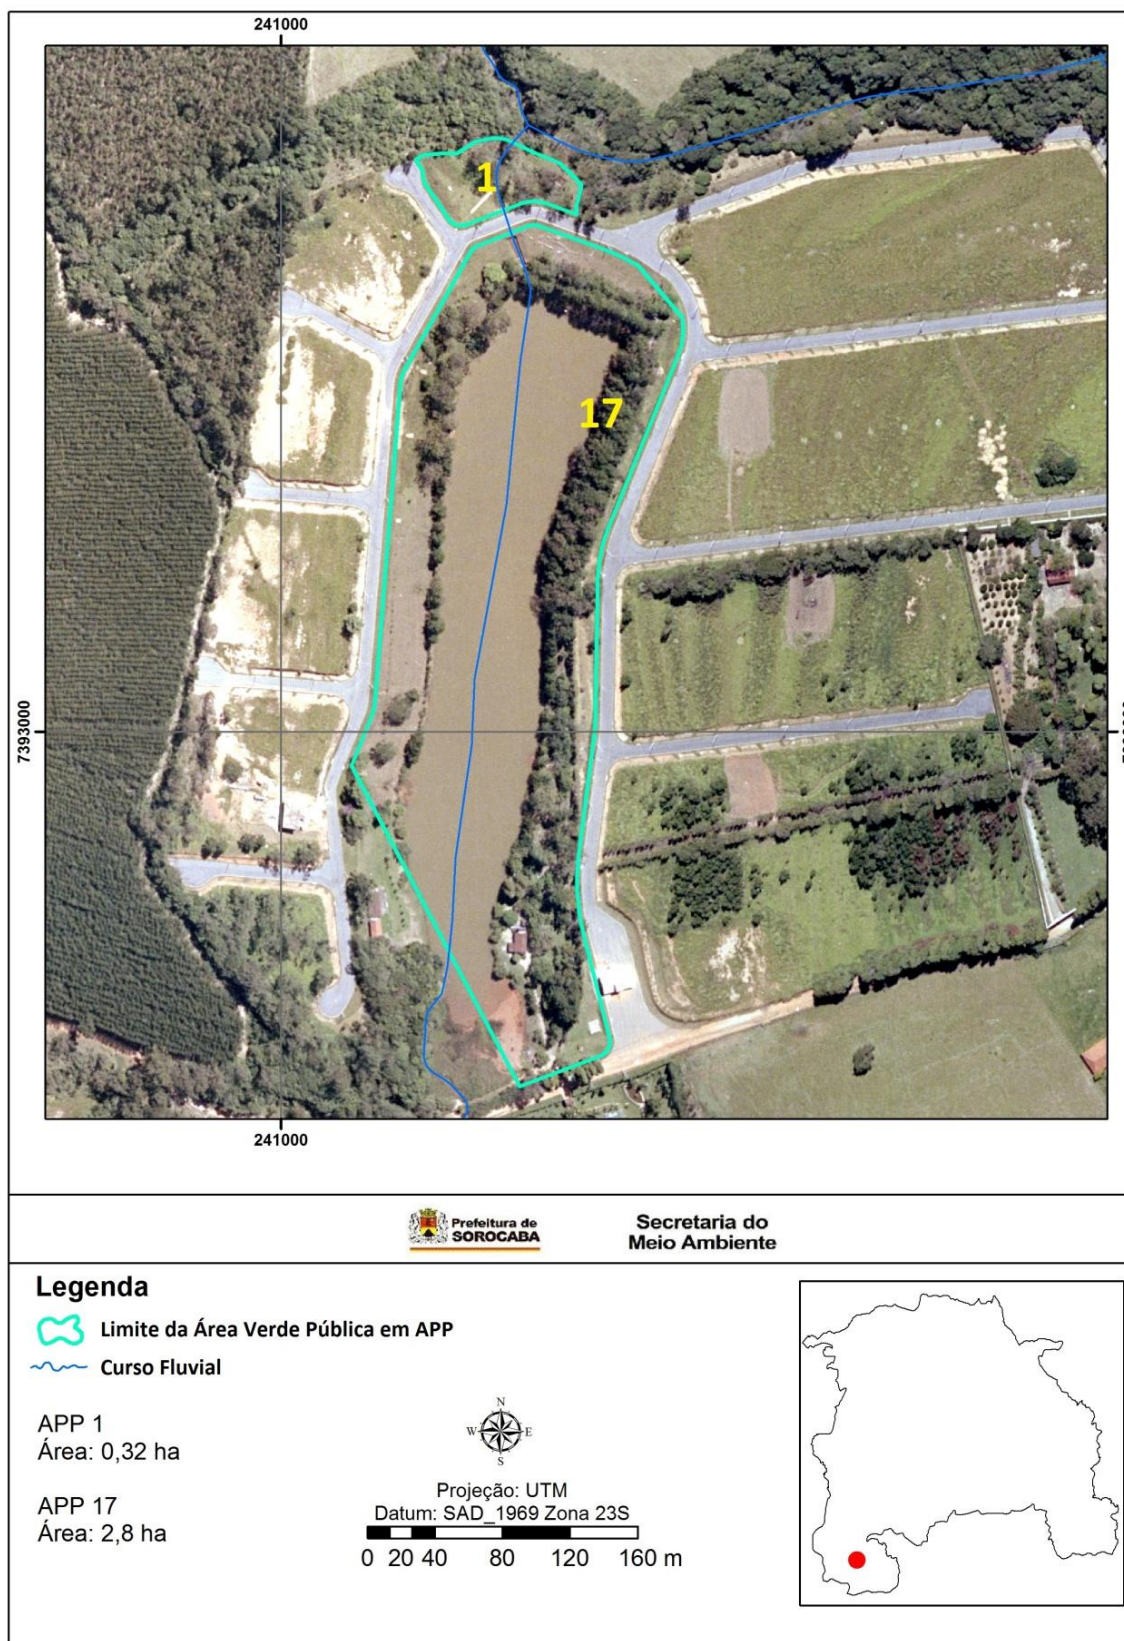 241000
1
17
7393000
241000
Prefeitura de
SOROCABA
Secretaria do
Meio Ambiente
Legenda
Limite da Área Verde Pública em APP
Curso Fluvial
APP 1
Área: 0,32 ha
APP 17
Área: 2,8 ha
N
W E
S
Projeção: UTM
Datum: SAD_1969 Zona 23S
0 20 40 80 120 160 m